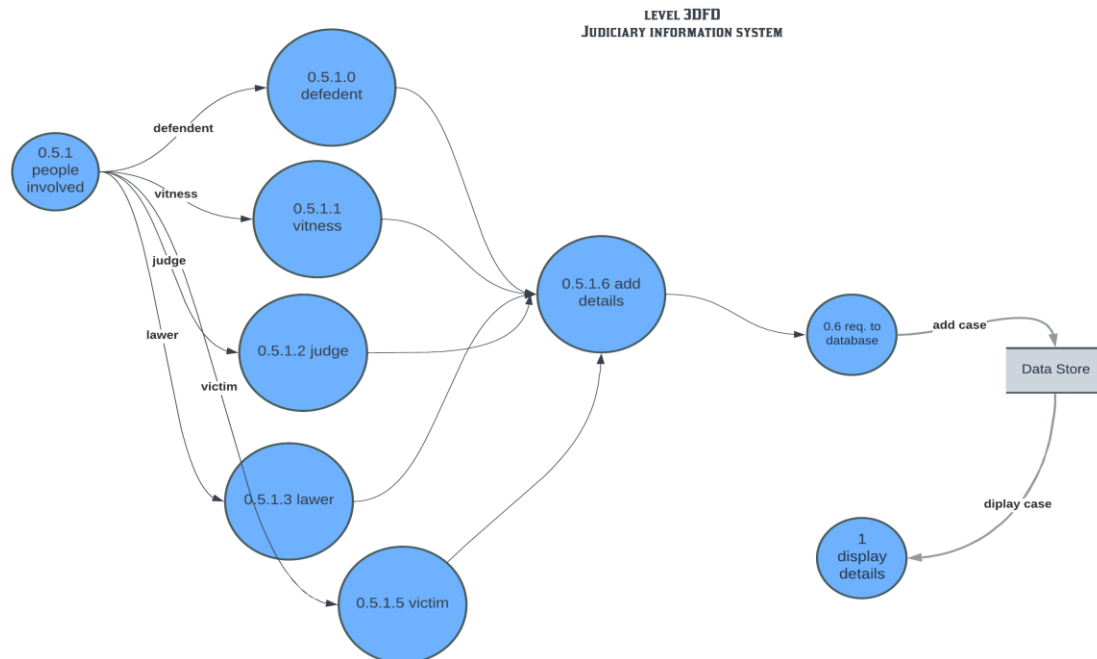 LEVEL 3DFD
JUDICIARY INFORMATION SYSTEM
0.5.1
people
involved
defendent
vitness
judge
lawer
victim
0.5.1.0
defedent
0.5.1.1
vitness
0.5.1.2 judge
0.5.1.3 lawer
0.5.1.5 victim
0.5.1.6 add
details
0.6 req. to
database
add case
Data Store
diplay case
1
display
details